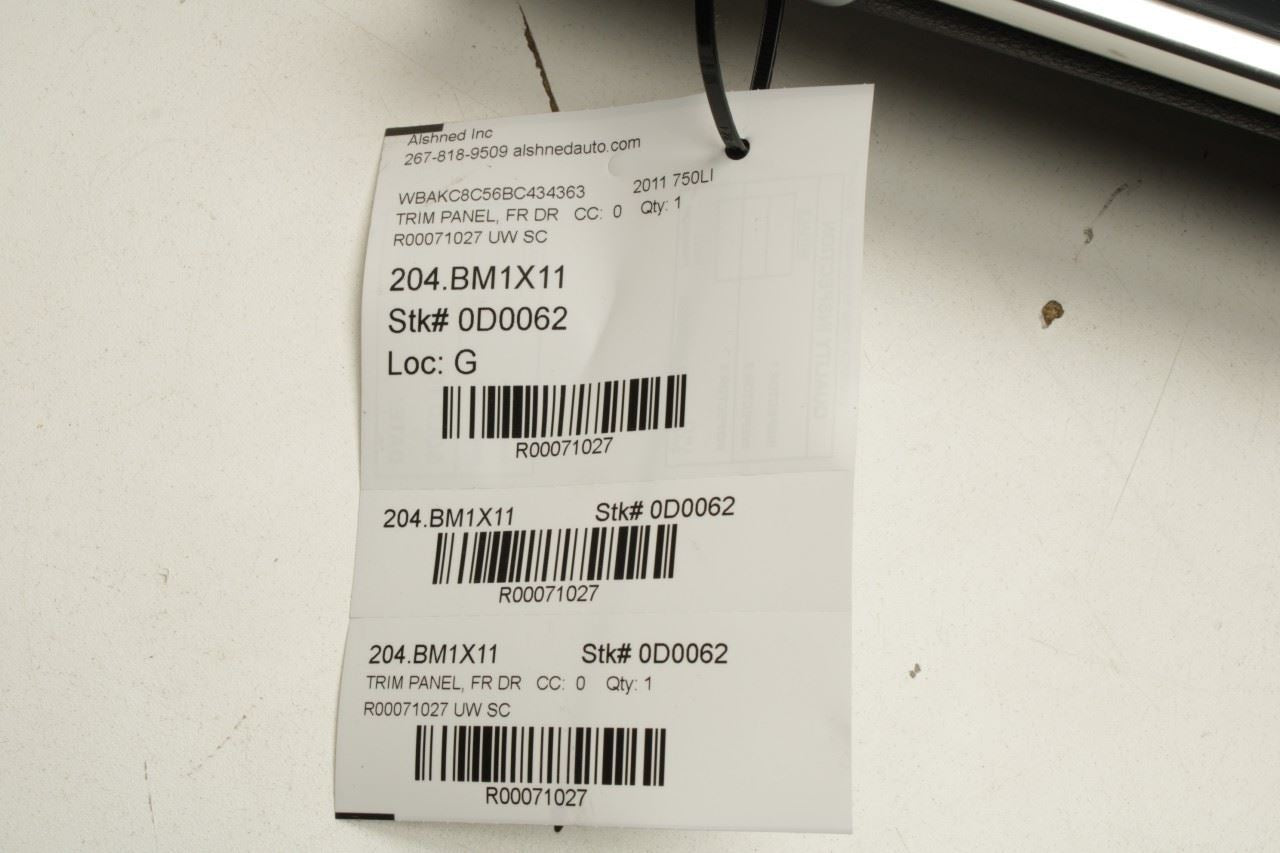 Alshned Inc
267-818-9509 alshnedauto.com
WBAKC8C56BC434363 2011 750LI
TRIM PANEL, FR DR CC: 0 Qty: 1
R00071027 UW SC
204.BM1X11
Stk# 0D0062
Loc: G
R00071027
204.BM1X11 Stk# 0D0062
R00071027
204.BM1X11 Stk# 0D0062
TRIM PANEL, FR DR CC: 0 Qty: 1
R00071027 UW SC
R00071027